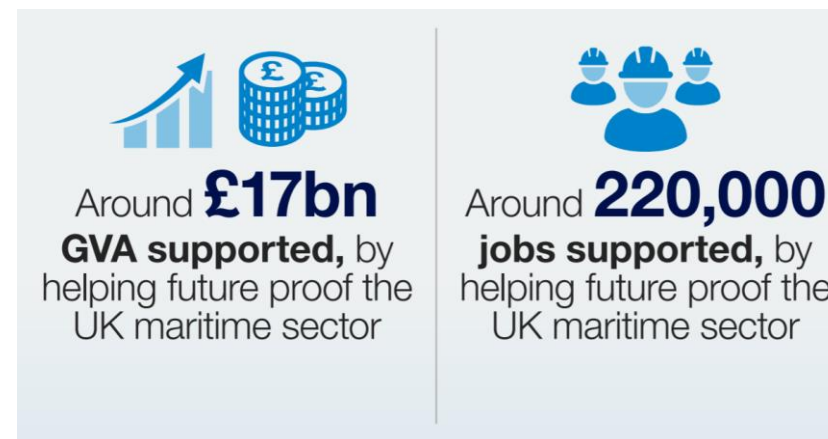 £ £
Around £17bn
GVA supported, by
helping future proof the
UK maritime sector
Around 220,000
jobs supported, by
helping future proof the
UK maritime sector